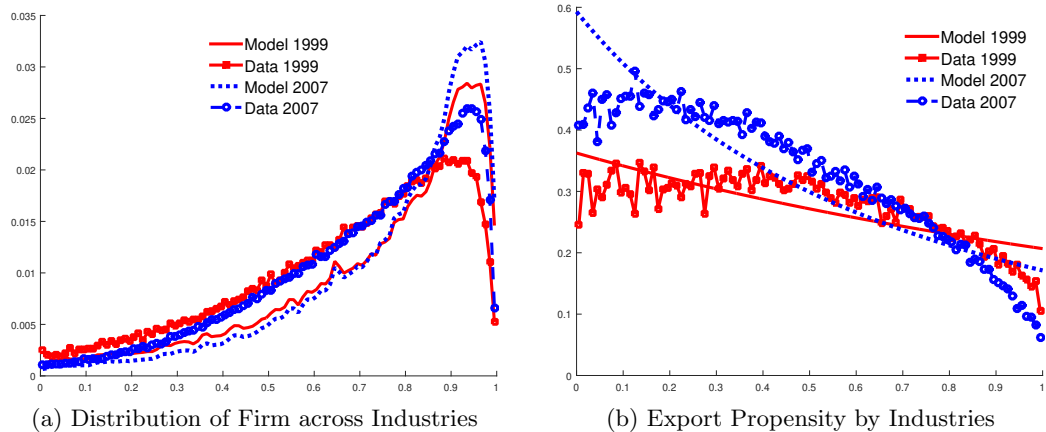 0.035
0.03
0.025
0.02
0.015
0.01
0.005
0
0 0.1 0.2 0.3 0.4 0.5 0.6 0.7 0.8 0.9 1
Model 1999
Data 1999
Model 2007
Data 2007
(a) Distribution of Firm across Industries
0.6
0.5
0.4
0.3
0.2
0.1
0
0 0.1 0.2 0.3 0.4 0.5 0.6 0.7 0.8 0.9 1
Model 1999
Data 1999
Model 2007
Data 2007
(b) Export Propensity by Industries